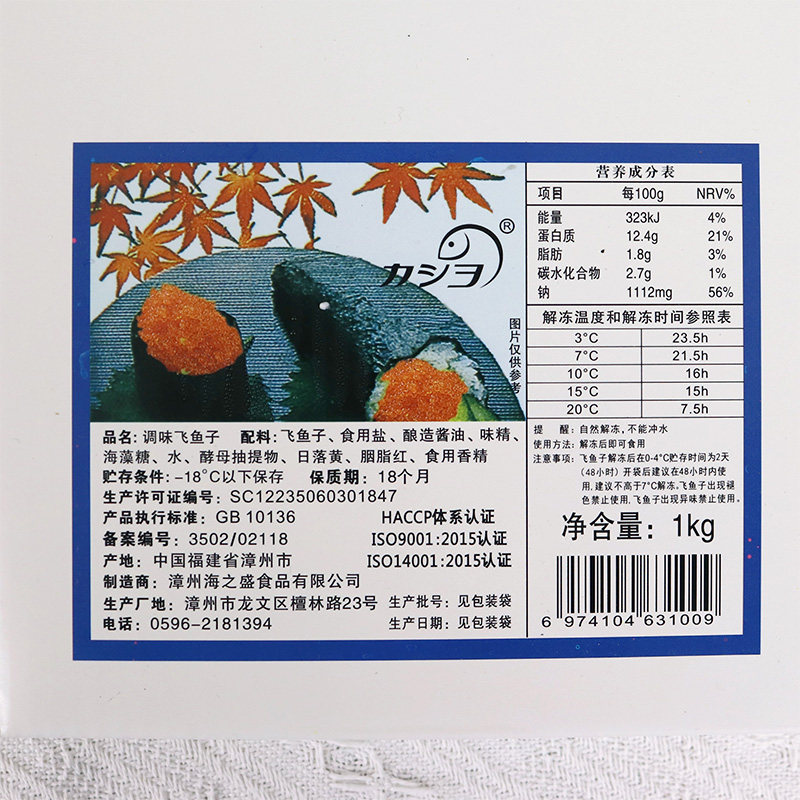 ®
カシヨ
图片仅供参考
品名: 调味飞鱼子 配料: 飞鱼子、食用盐、酿造酱油、味精、
海藻糖、水、酵母抽提物、日落黄、胭脂红、食用香精
贮存条件: -18°C以下保存 保质期: 18个月
生产许可证编号: SC12235060301847
产品执行标准: GB 10136 HACCP体系认证
备案编号: 3502/02118 ISO9001:2015认证
产地: 中国福建省漳州市 ISO14001:2015认证
制造商: 漳州海之盛食品有限公司
生产厂地: 漳州市龙文区檀林路23号 生产批号: 见包装袋
电话: 0596-2181394 生产日期: 见包装袋
营养成分表
项目 每100g NRV%
能量 323kJ 4%
蛋白质 12.4g 21%
脂肪 1.8g 3%
碳水化合物 2.7g 1%
钠 1112mg 56%
解冻温度和解冻时间参照表
3°C 23.5h
7°C 21.5h
10°C 16h
15°C 15h
20°C 7.5h
提 醒: 自然解冻,不能冲水
使用方法: 解冻后即可食用
注意事项: 飞鱼子解冻后在0-4°C贮存时间为2天
(48小时) 开袋后建议在48小时内使
用,建议不高于7°C解冻。飞鱼子出现褪
色禁止使用,飞鱼子出现异味禁止使用。
净含量: 1kg
6 974104 631009